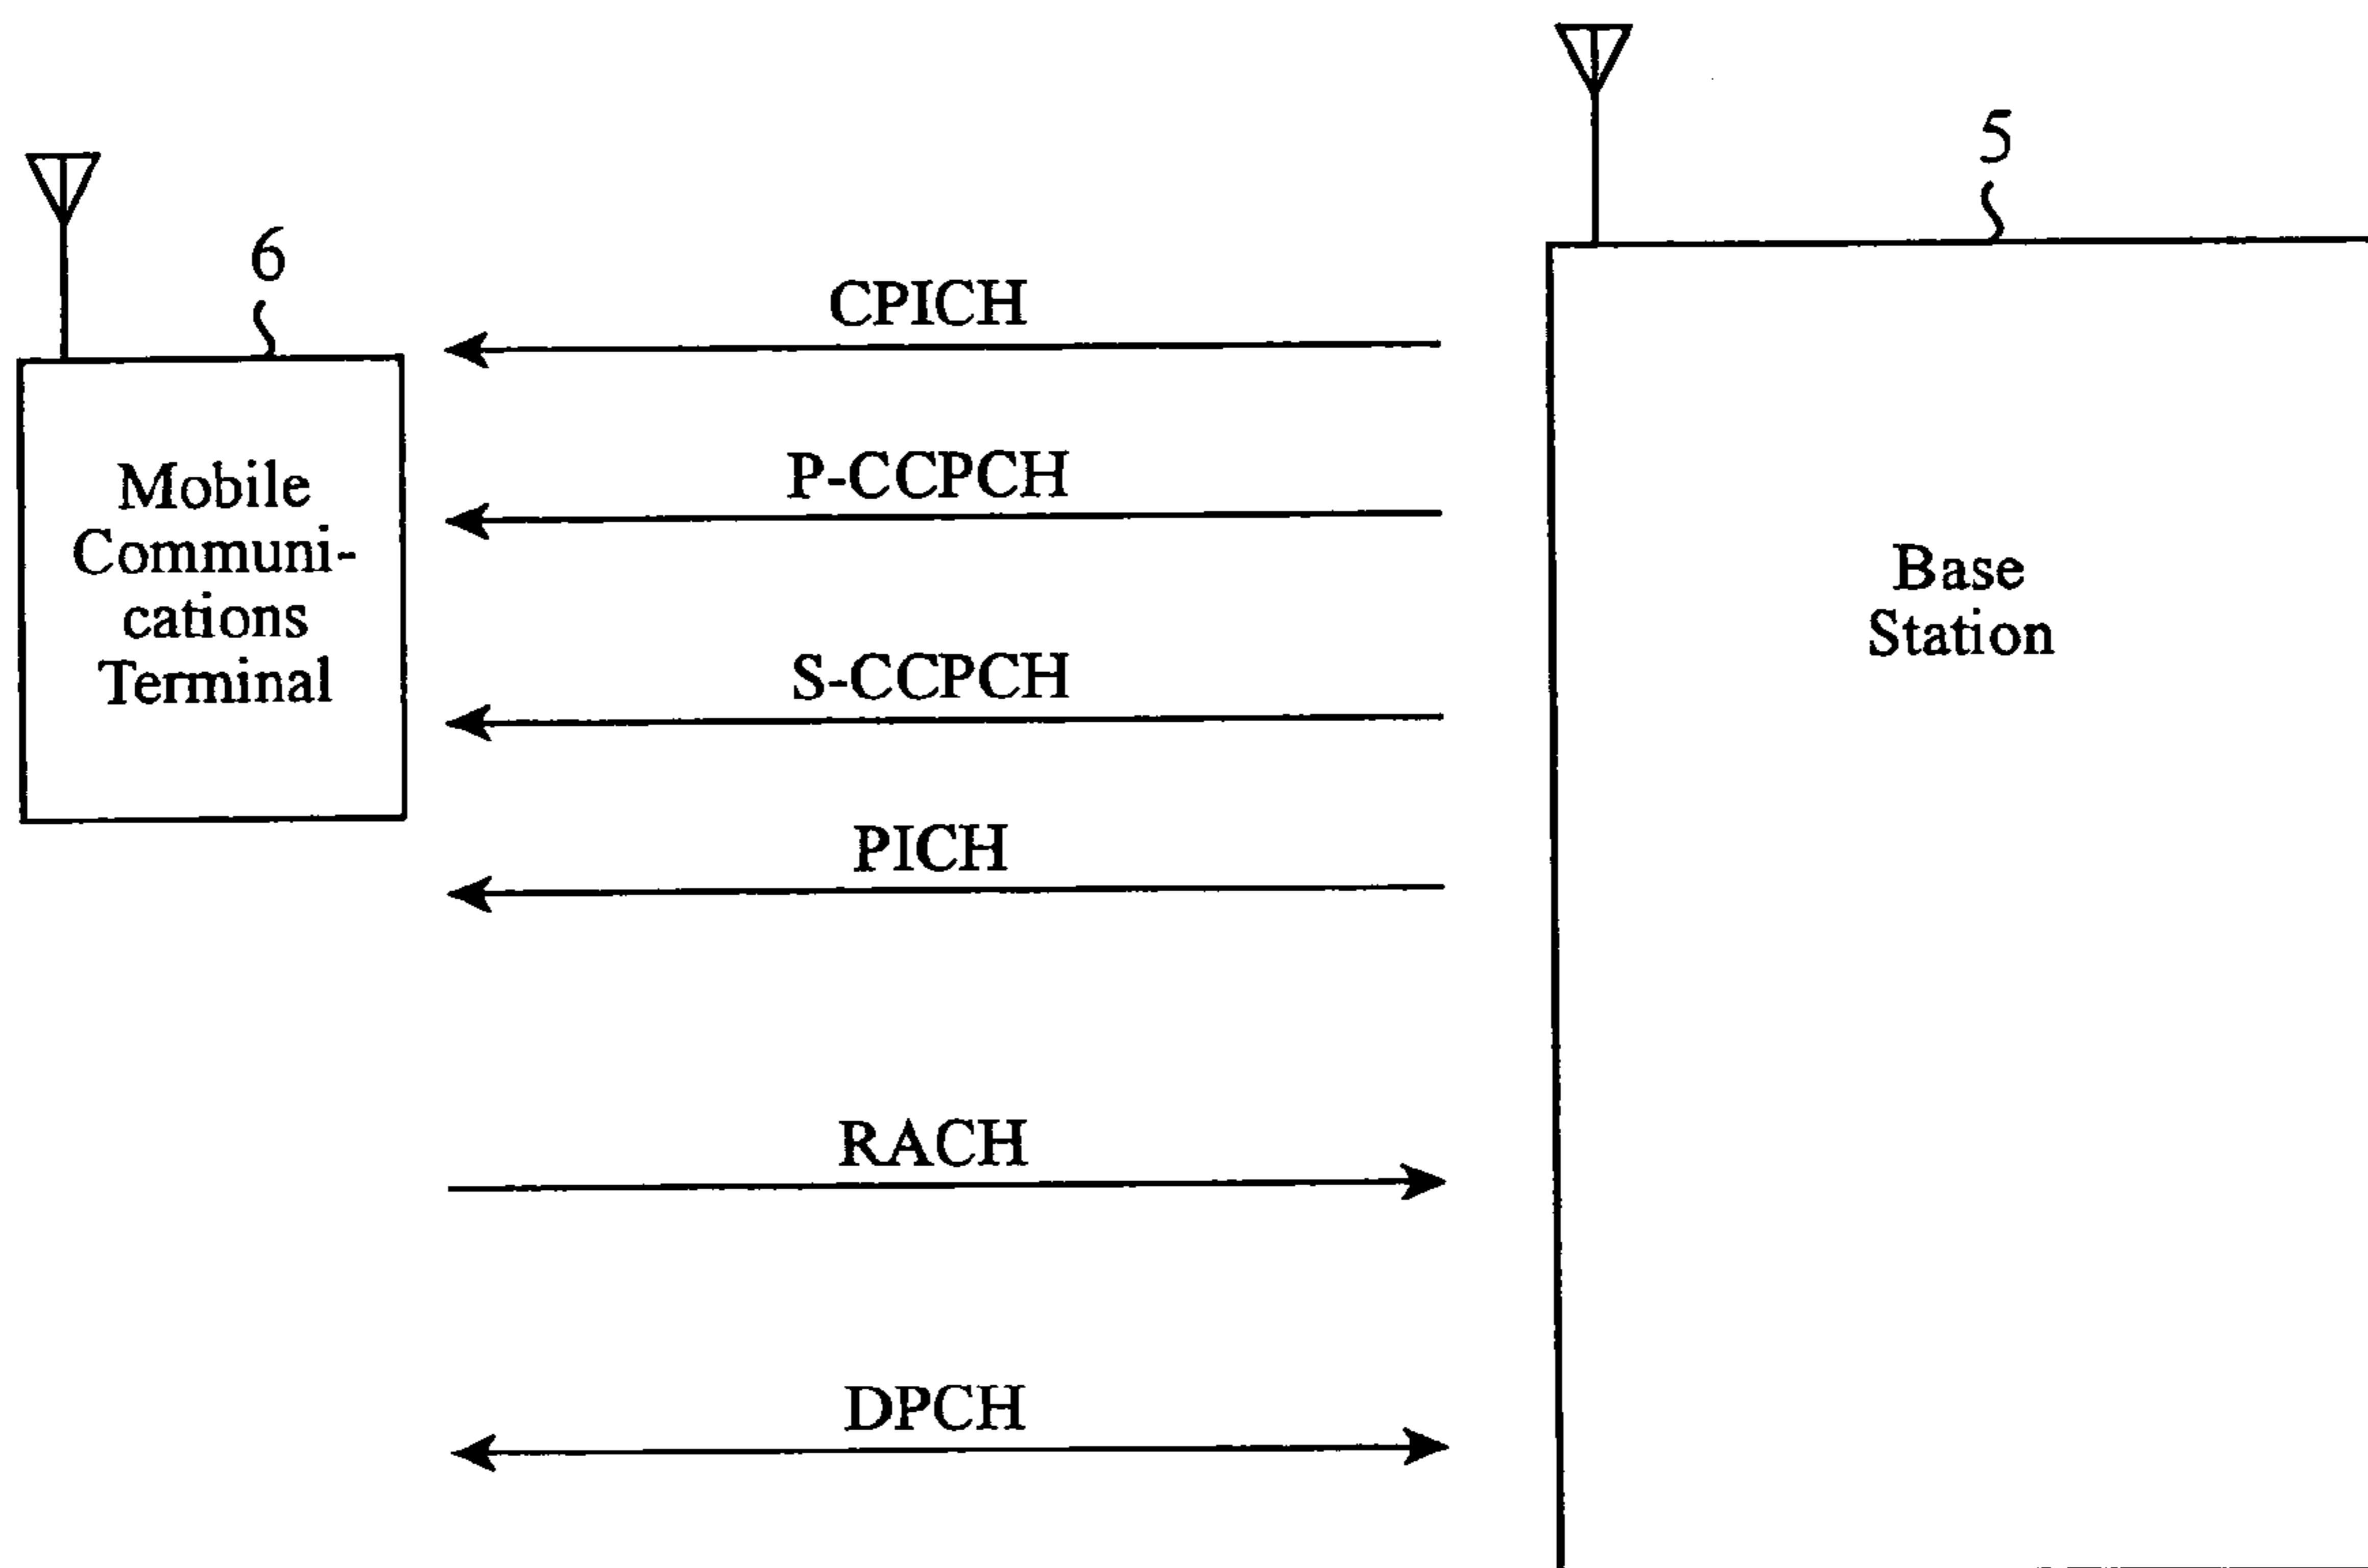 5
6
CPICH
P-CCPCH
S-CCPCH
PICH
RACH
DPCH
Mobile
Communi-
cations
Terminal
Base
Station